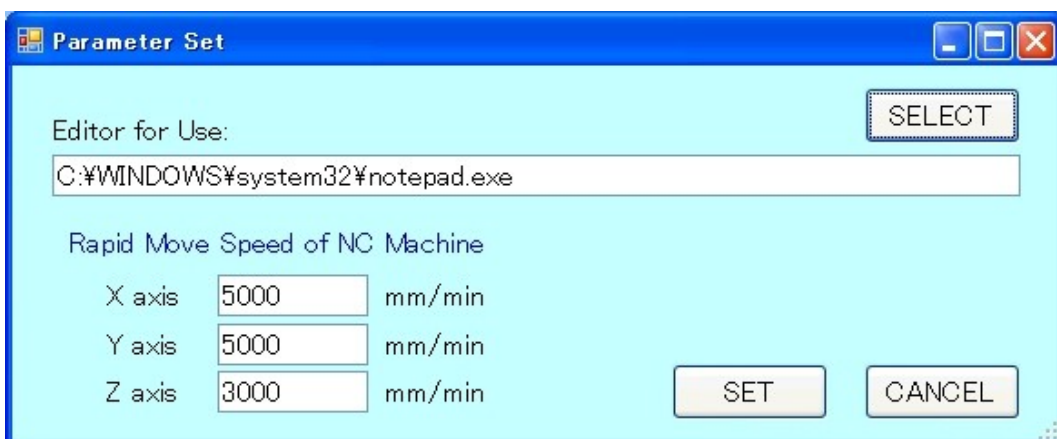 Parameter Set
SELECT
Editor for Use:
C:¥WINDOWS¥system32¥notepad.exe
Rapid Move Speed of NC Machine
X axis 5000 mm/min
Y axis 5000 mm/min
Z axis 3000 mm/min
SET CANCEL